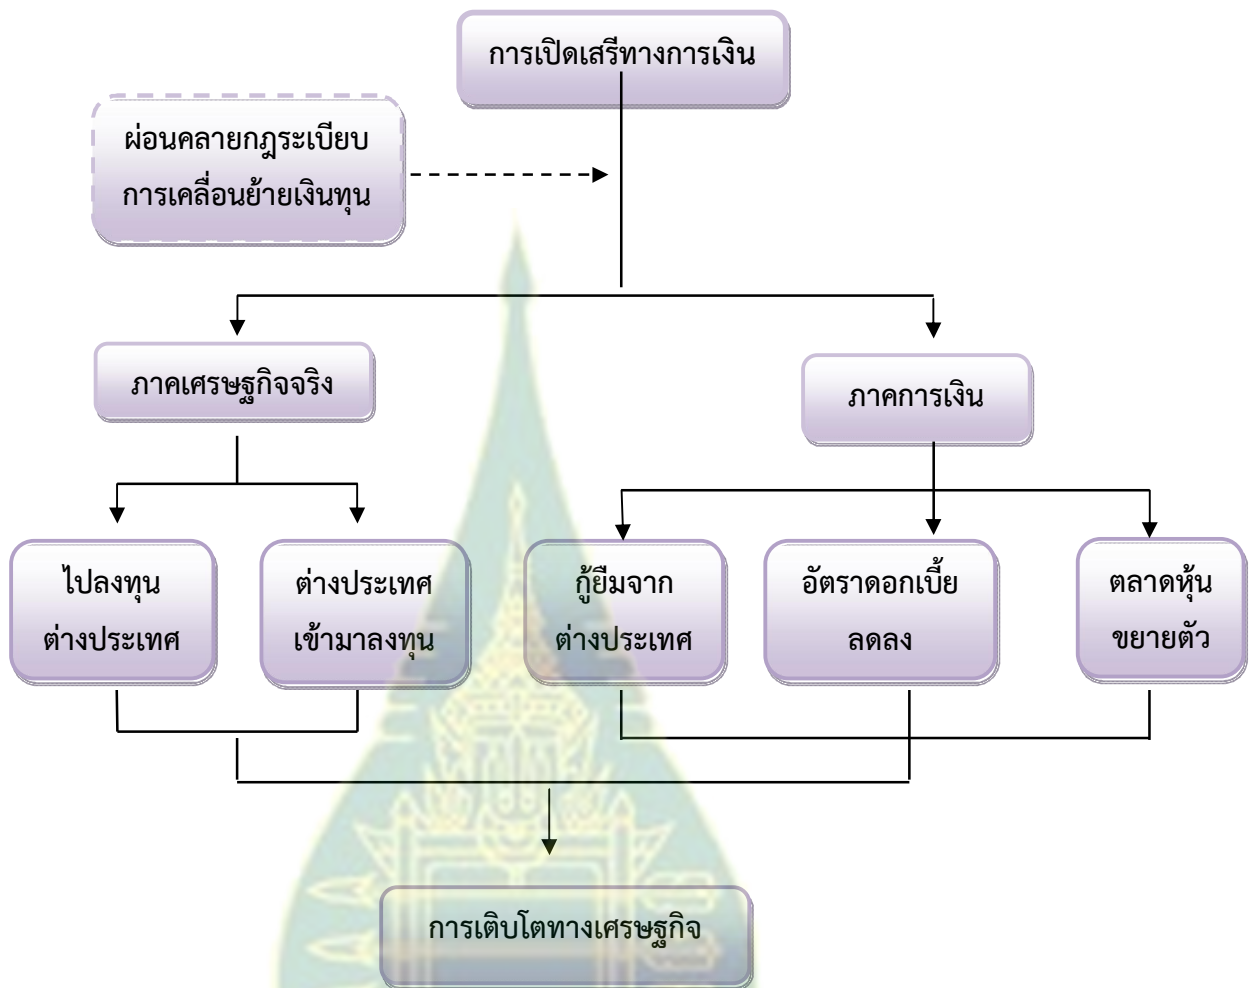 การเปิดเสรีทางการเงิน
ผ่อนคลายกฎระเบียบ
การเคลื่อนย้ายเงินทุน
ภาคเศรษฐกิจจริง
ภาคการเงิน
ไปลงทุน
ต่างประเทศ
ต่างประเทศ
เข้ามาลงทุน
กู้ยืมจาก
ต่างประเทศ
อัตราดอกเบี้ย
ลดลง
ตลาดหุ้น
ขยายตัว
การเติบโตทางเศรษฐกิจ